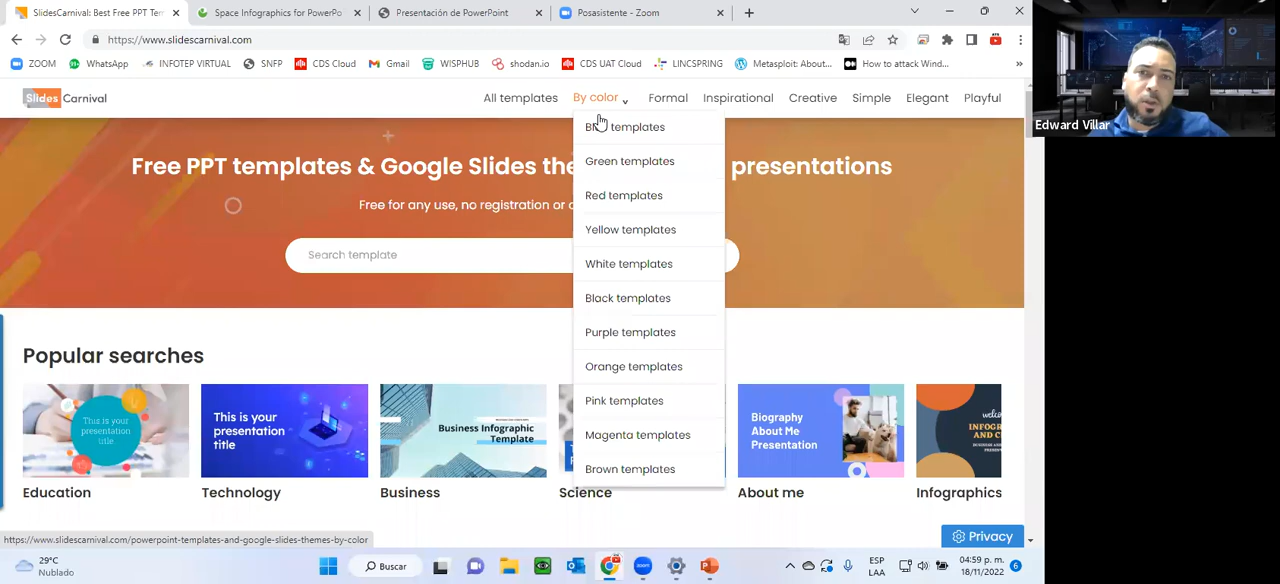 SlidesCarnival: Best Free PPT Tem
Space Infographics for PowerPo
Presentación de PowerPoint
Posasistente - Zoom
https://www.slidescarnival.com
ZOOM
WhatsApp
INFOTEP VIRTUAL
SNFP
CDS Cloud
Gmail
WISPHUB
shodan.io
CDS UAT Cloud
LINCSPRING
Metasploit: About...
How to attack Wind...
Edward Villar
Slides Carnival
All templates
By color
Formal
Inspirational
Creative
Simple
Elegant
Playful
templates
Green templates
Red templates
Yellow templates
White templates
Black templates
Purple templates
Orange templates
Pink templates
Magenta templates
Brown templates
Free PPT templates & Google Slides the presentations
Free for any use, no registration or
Search template
Popular searches
This is your
presentation title
This is your
presentation
title
Business Infographic
Template
Biography
About Me
Presentation
INFOG
AND C
Education
Technology
Business
Science
About me
Infographics
https://www.slidescarnival.com/powerpoint-templates-and-google-slides-themes-by-color
Privacy
29°C
Nublado
Buscar
ESP
LAA
04:59 p. m.
18/11/2022
6